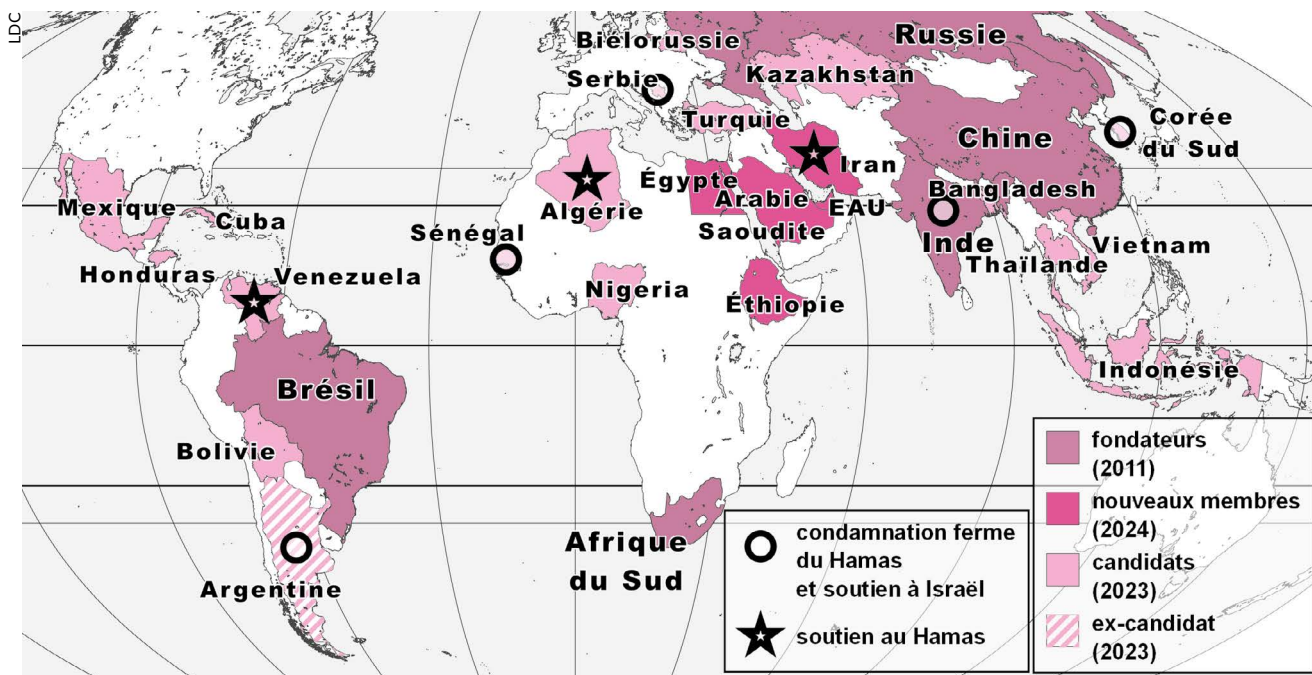 LDC
Biélorussie
Russie
Serbie
Kazakhstan
Turquie
Chine
Corée
du Sud
Iran
Égypte
Arabie
Saoudite
EAU
Bangladesh
Inde
Algérie
Mexique
Cuba
Sénégal
Vietnam
Thaïlande
Honduras
Venezuela
Nigeria
Éthiopie
Indonésie
Brésil
Bolivie
Afrique
du Sud
Argentine
condamnation ferme
du Hamas
et soutien à Israël
soutien au Hamas
fondateurs
(2011)
nouveaux membres
(2024)
candidats
(2023)
ex-candidat
(2023)